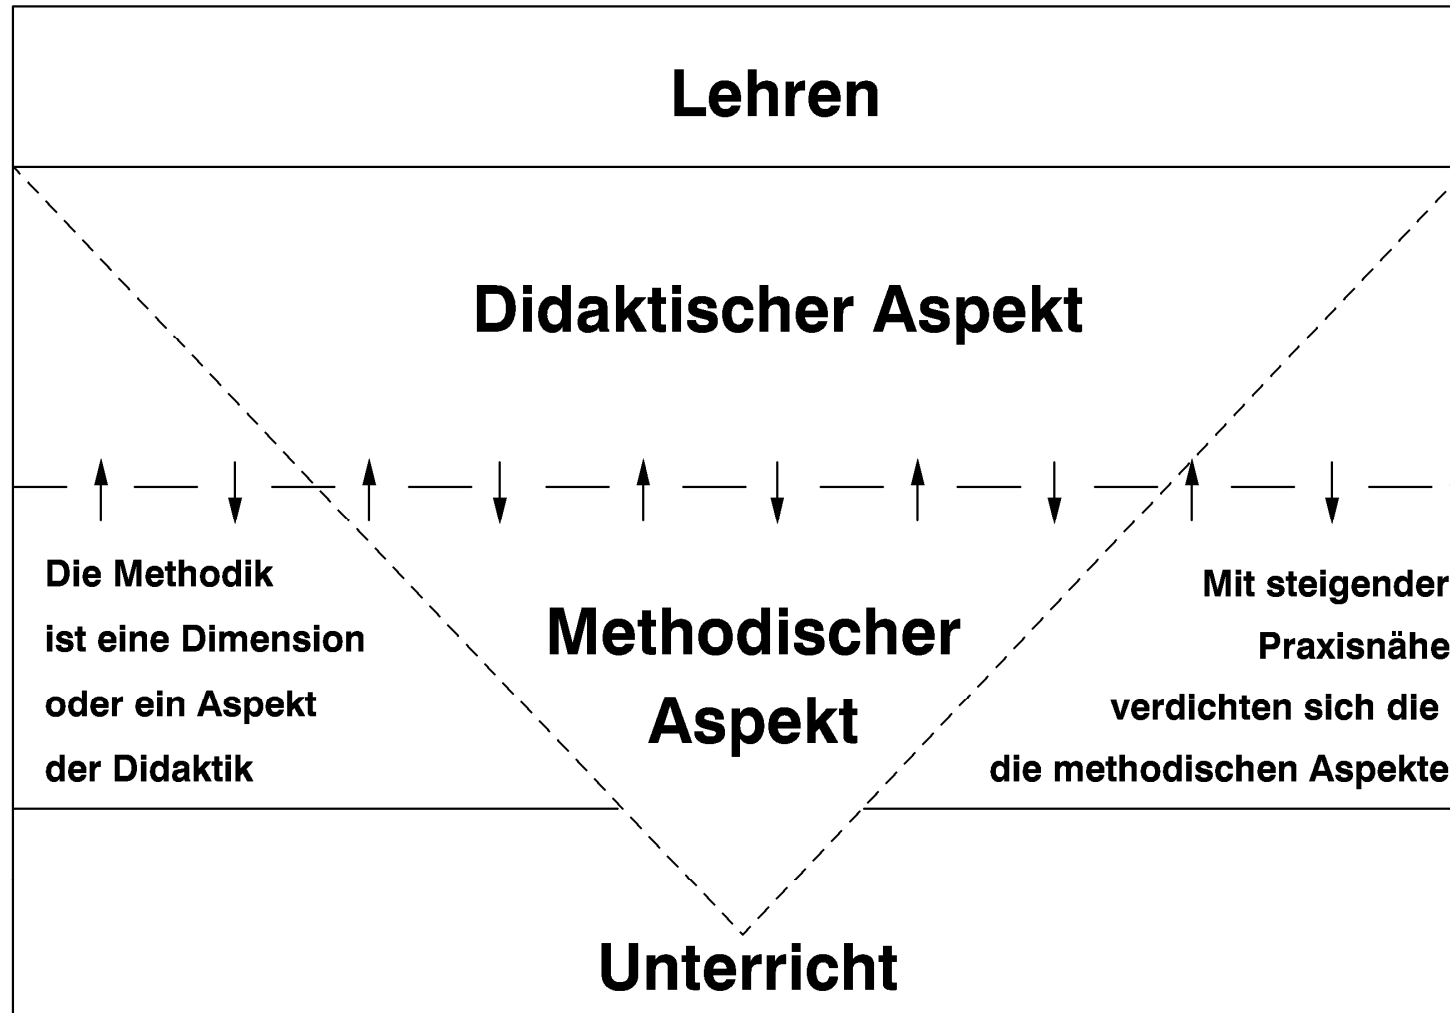 Lehren
Didaktischer Aspekt
Die Methodik
ist eine Dimension
oder ein Aspekt
der Didaktik
Methodischer
Aspekt
Mit steigender
Praxisnähe
verdichten sich die
die methodischen Aspekte
Unterricht